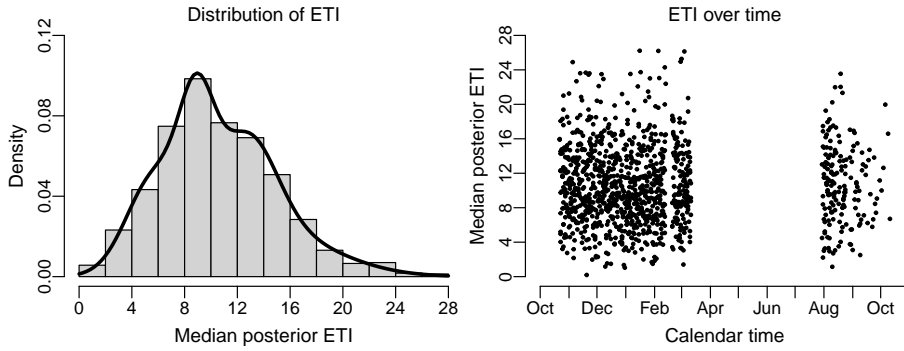 Distribution of ETI
0.12
0.08
0.04
0.00
Density
0 4 8 12 16 20 24 28
Median posterior ETI
ETI over time
28
24
20
16
12
8
4
0
Median posterior ETI
Oct Dec Feb Apr Jun Aug Oct
Calendar time